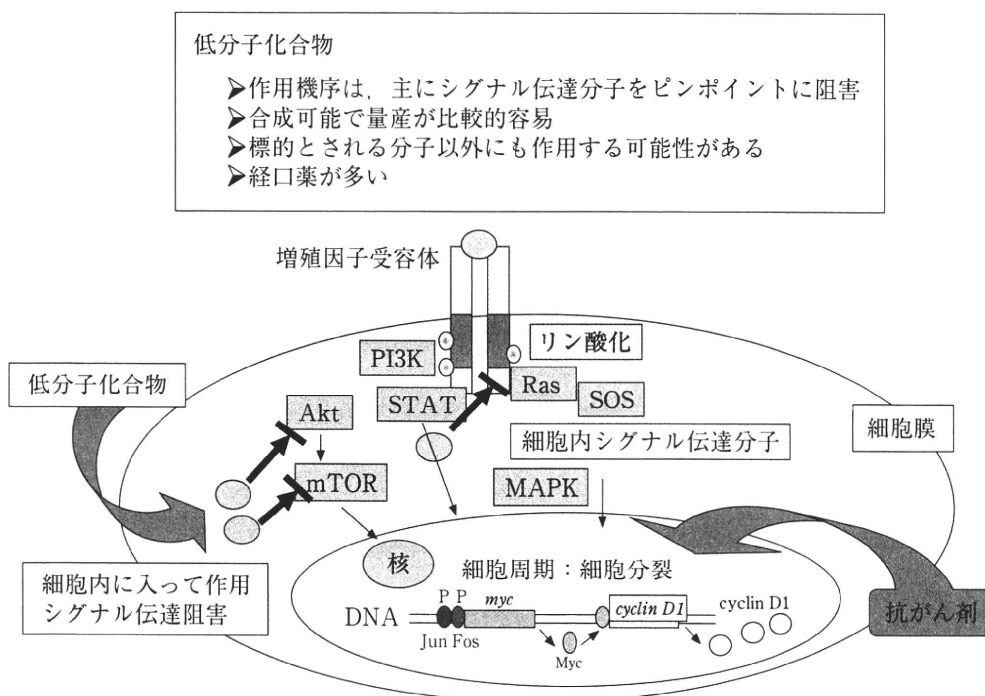 低分子化合物
➤作用機序は，主にシグナル伝達分子をピンポイントに阻害
➤合成可能で量産が比較的容易
➤標的とされる分子以外にも作用する可能性がある
➤経口薬が多い
増殖因子受容体
リン酸化
PI3K
低分子化合物
Ras
SOS
STAT
Akt
細胞膜
細胞内シグナル伝達分子
mTOR
MAPK
核
細胞周期：細胞分裂
細胞内に入って作用
シグナル伝達阻害
P P
myc
DNA
cyclin D1
cyclin D1
抗がん剤
Jun Fos
Myc